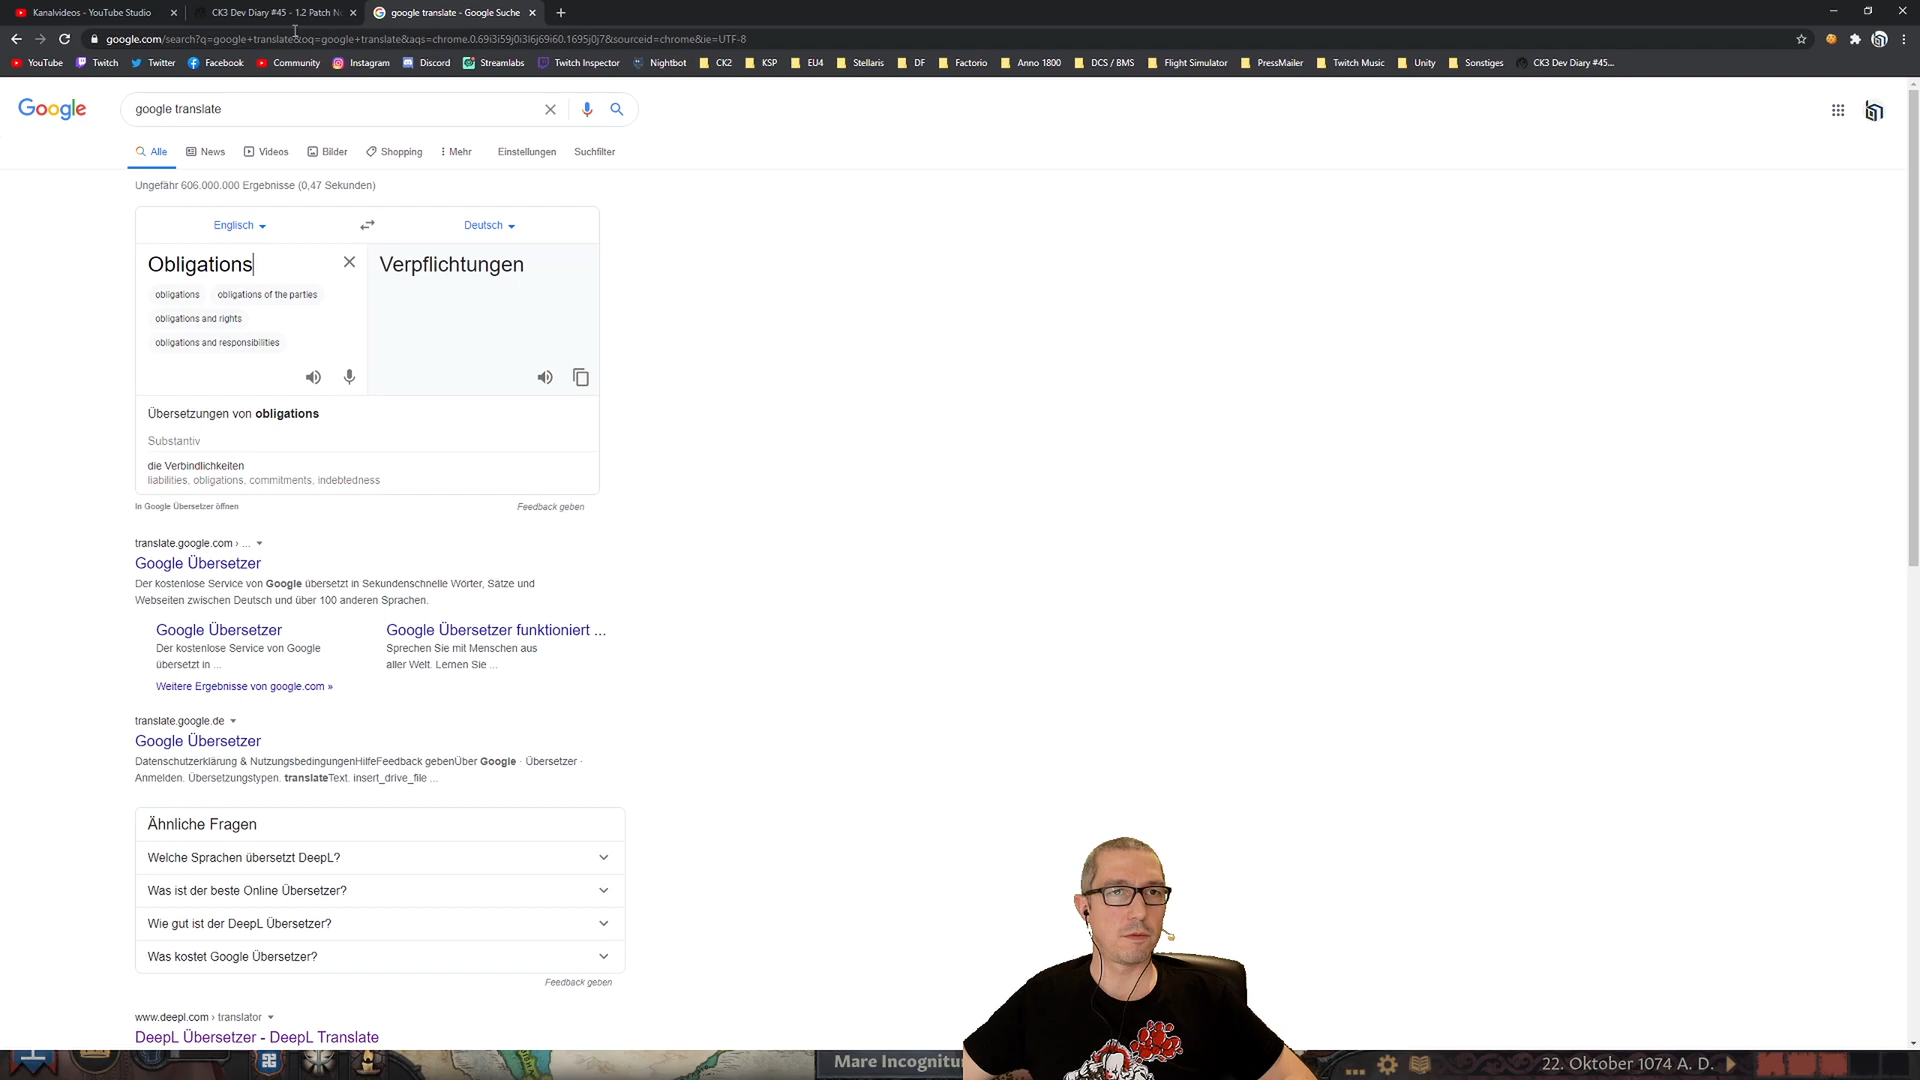 Kanalvideos - YouTube Studio
CK3 Dev Diary #45 - 1.2 Patch No
google translate - Google Suche
google.com/search?q=google+translate&oq=google+translate&aqs=chrome.0.69i3i59j0i3l6j69i60.1695j0j7&sourceid=chrome&ie=UTF-8
YouTube Twitch Twitter Facebook Community Instagram Discord Streamlabs Twitch Inspector Nightbot CK2 KSP EU4 Stellaris DF Factorio Anno 1800 DCS / BMS Flight Simulator PressMailer Twitch Music Unity Sonstiges CK3 Dev Diary #45...
Google
google translate
Alle News Videos Bilder Shopping Mehr Einstellungen Suchfilter
Ungefähr 606.000.000 Ergebnisse (0,47 Sekunden)
Englisch Deutsch
Obligations Verpflichtungen
obligations obligations of the parties
obligations and rights
obligations and responsibilities
Übersetzungen von obligations
Substantiv
die Verbindlichkeiten
liabilities, obligations, commitments, indebtedness
In Google Übersetzer öffnen Feedback geben
translate.google.com › ...
Google Übersetzer
Der kostenlose Service von Google übersetzt in Sekundenschnelle Wörter, Sätze und
Webseiten zwischen Deutsch und über 100 anderen Sprachen.
Google Übersetzer
Der kostenlose Service von Google
übersetzt in ...
Google Übersetzer funktioniert ...
Sprechen Sie mit Menschen aus
aller Welt. Lernen Sie ...
Weitere Ergebnisse von google.com »
translate.google.de
Google Übersetzer
Datenschutzerklärung & NutzungsbedingungenHilfeFeedback gebenÜber Google · Übersetzer ·
Anmelden. Übersetzungstypen. translateText. insert_drive_file ...
Ähnliche Fragen
Welche Sprachen übersetzt DeepL?
Was ist der beste Online Übersetzer?
Wie gut ist der DeepL Übersetzer?
Was kostet Google Übersetzer?
Feedback geben
www.deepl.com › translator
DeepL Übersetzer - DeepL Translate
Mare Incognitu
22. Oktober 1074 A. D.